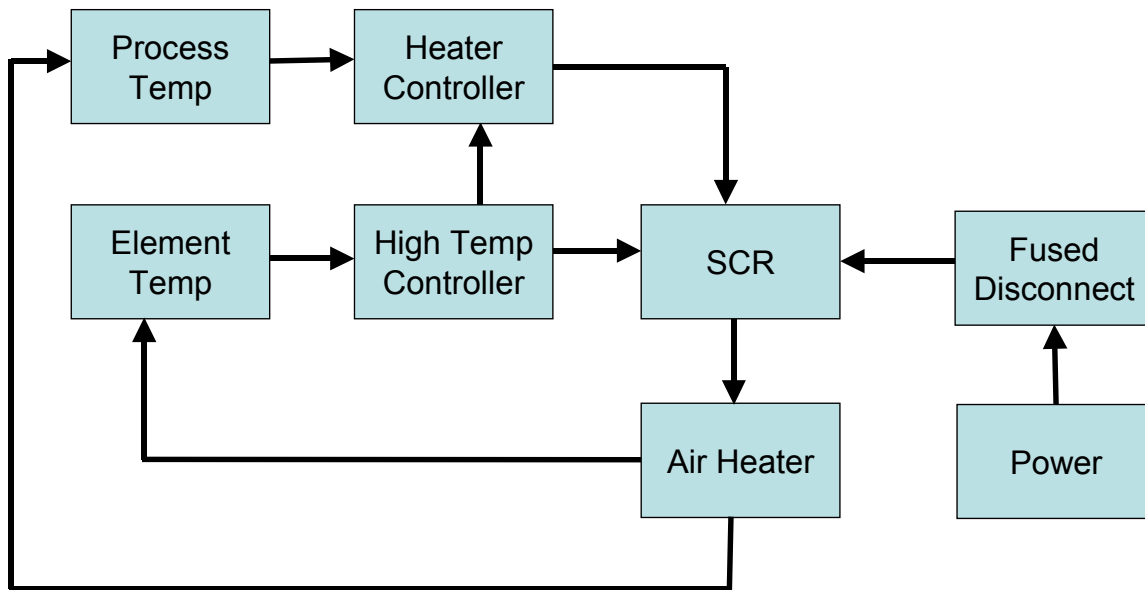 Process
Temp
Heater
Controller
Element
Temp
High Temp
Controller
SCR
Fused
Disconnect
Air Heater
Power